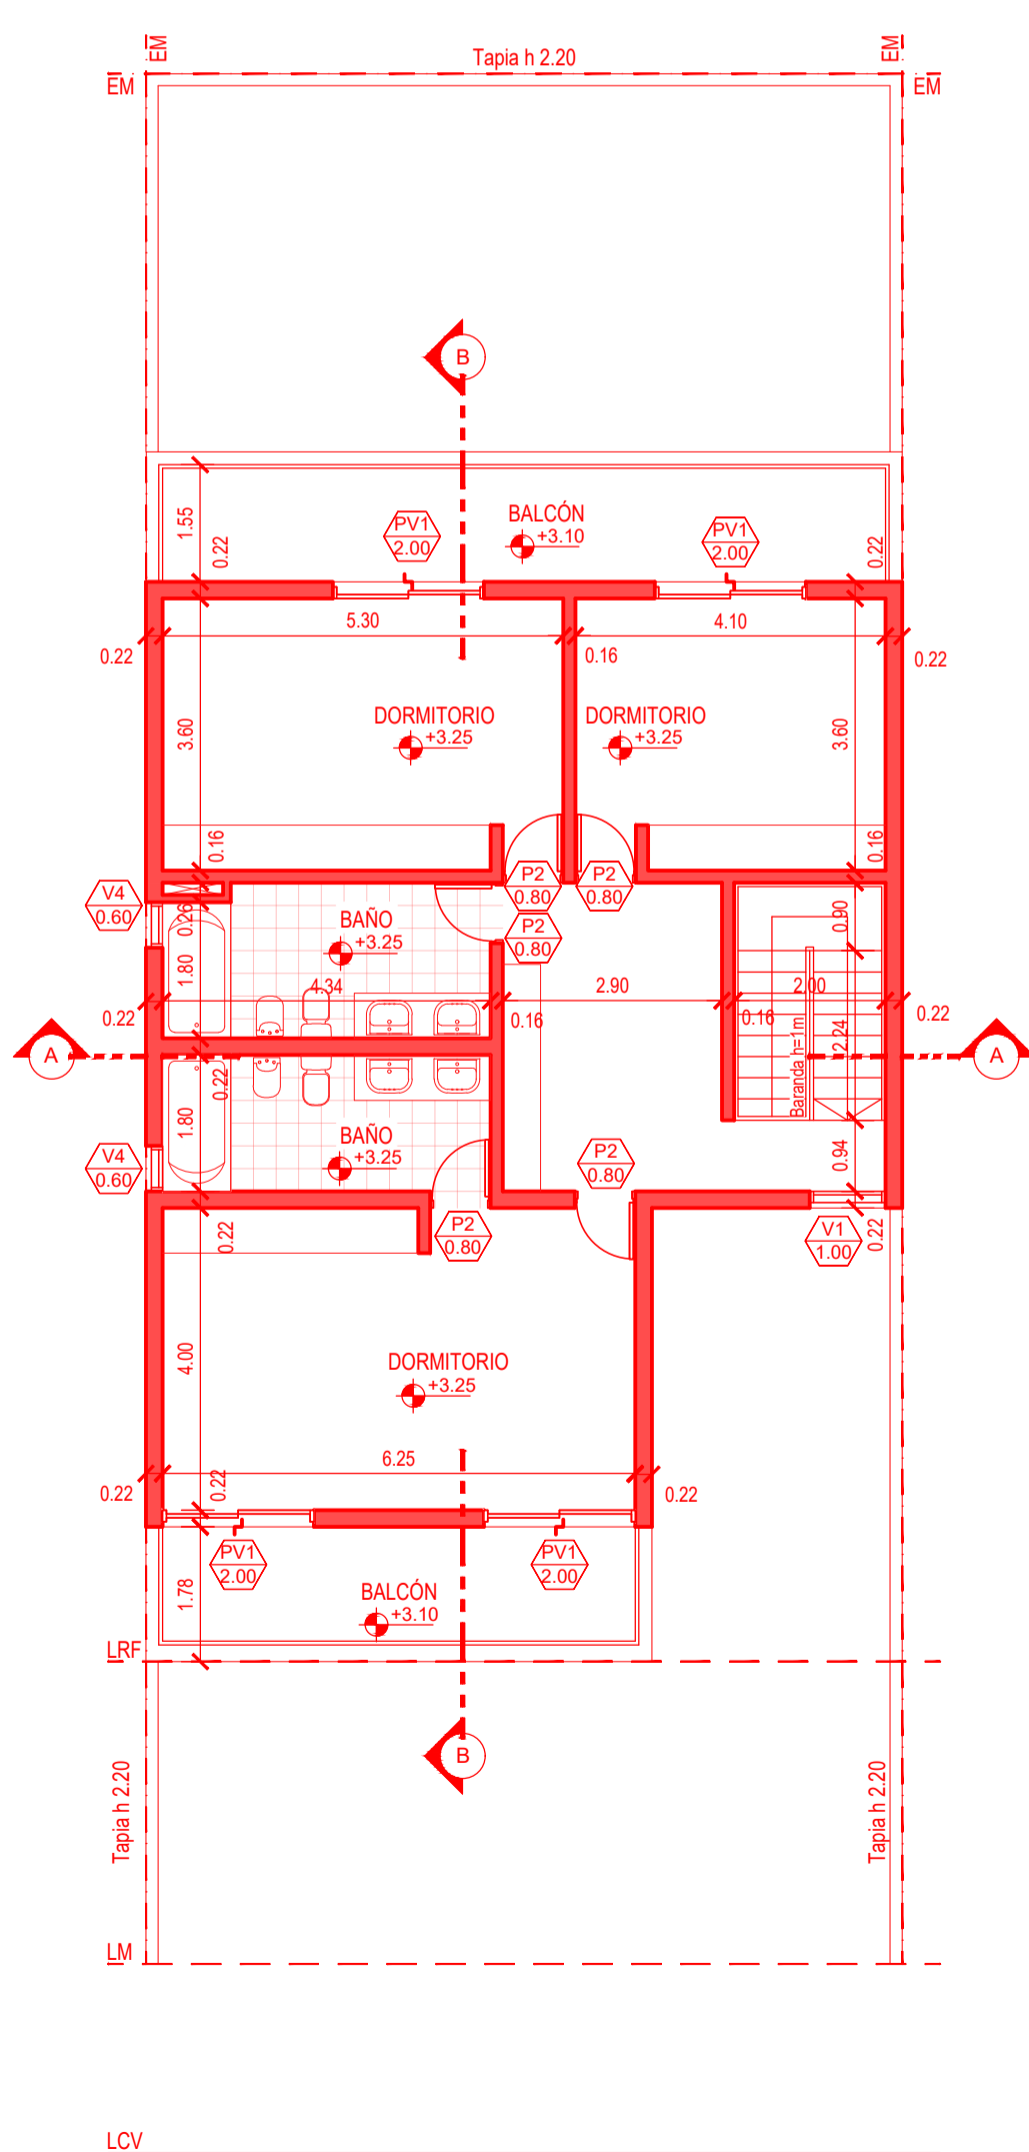 EM
EM
Tapia h 2.20
EM
EM
B
1.55
0.22
PV1
2.00
BALCÓN
+3.10
PV1
2.00
0.22
5.30
4.10
0.22
0.16
0.22
3.60
DORMITORIO
+3.25
DORMITORIO
+3.25
3.60
0.16
0.16
V4
0.60
P2
0.80
P2
0.80
0.26
BAÑO
+3.25
P2
0.80
0.90
1.80
4.34
2.90
2.00
0.22
0.16
0.16
0.22
A
2.24
Baranda h=1m
A
0.22
1.80
BAÑO
+3.25
V4
0.60
P2
0.80
0.94
0.22
P2
0.80
V1
1.00
0.22
4.00
DORMITORIO
+3.25
6.25
0.22
0.22
0.22
PV1
2.00
PV1
2.00
1.78
BALCÓN
+3.10
LRF
B
Tapia h 2.20
Tapia h 2.20
LM
LCV